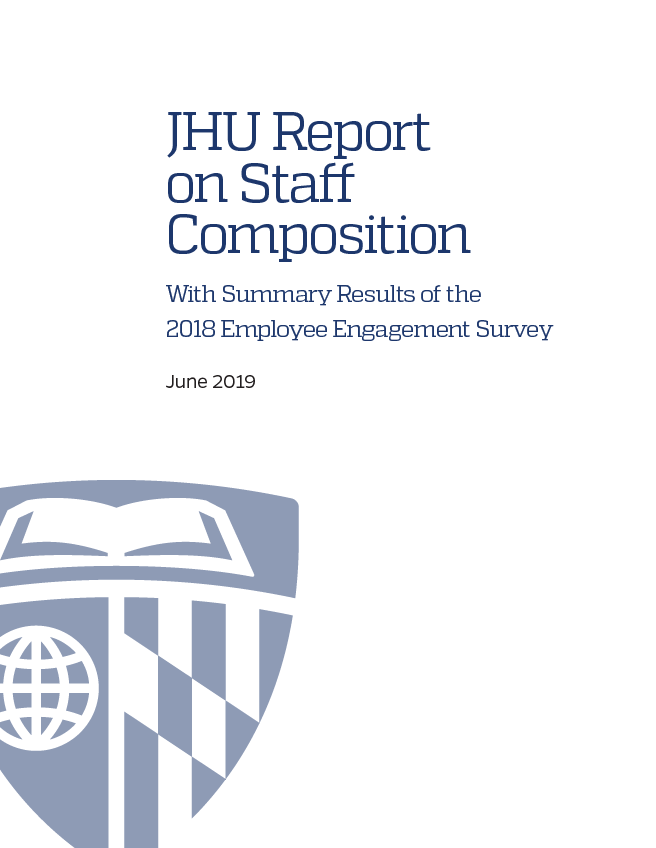 JHU Report
on Staff
Composition
With Summary Results of the
2018 Employee Engagement Survey
June 2019